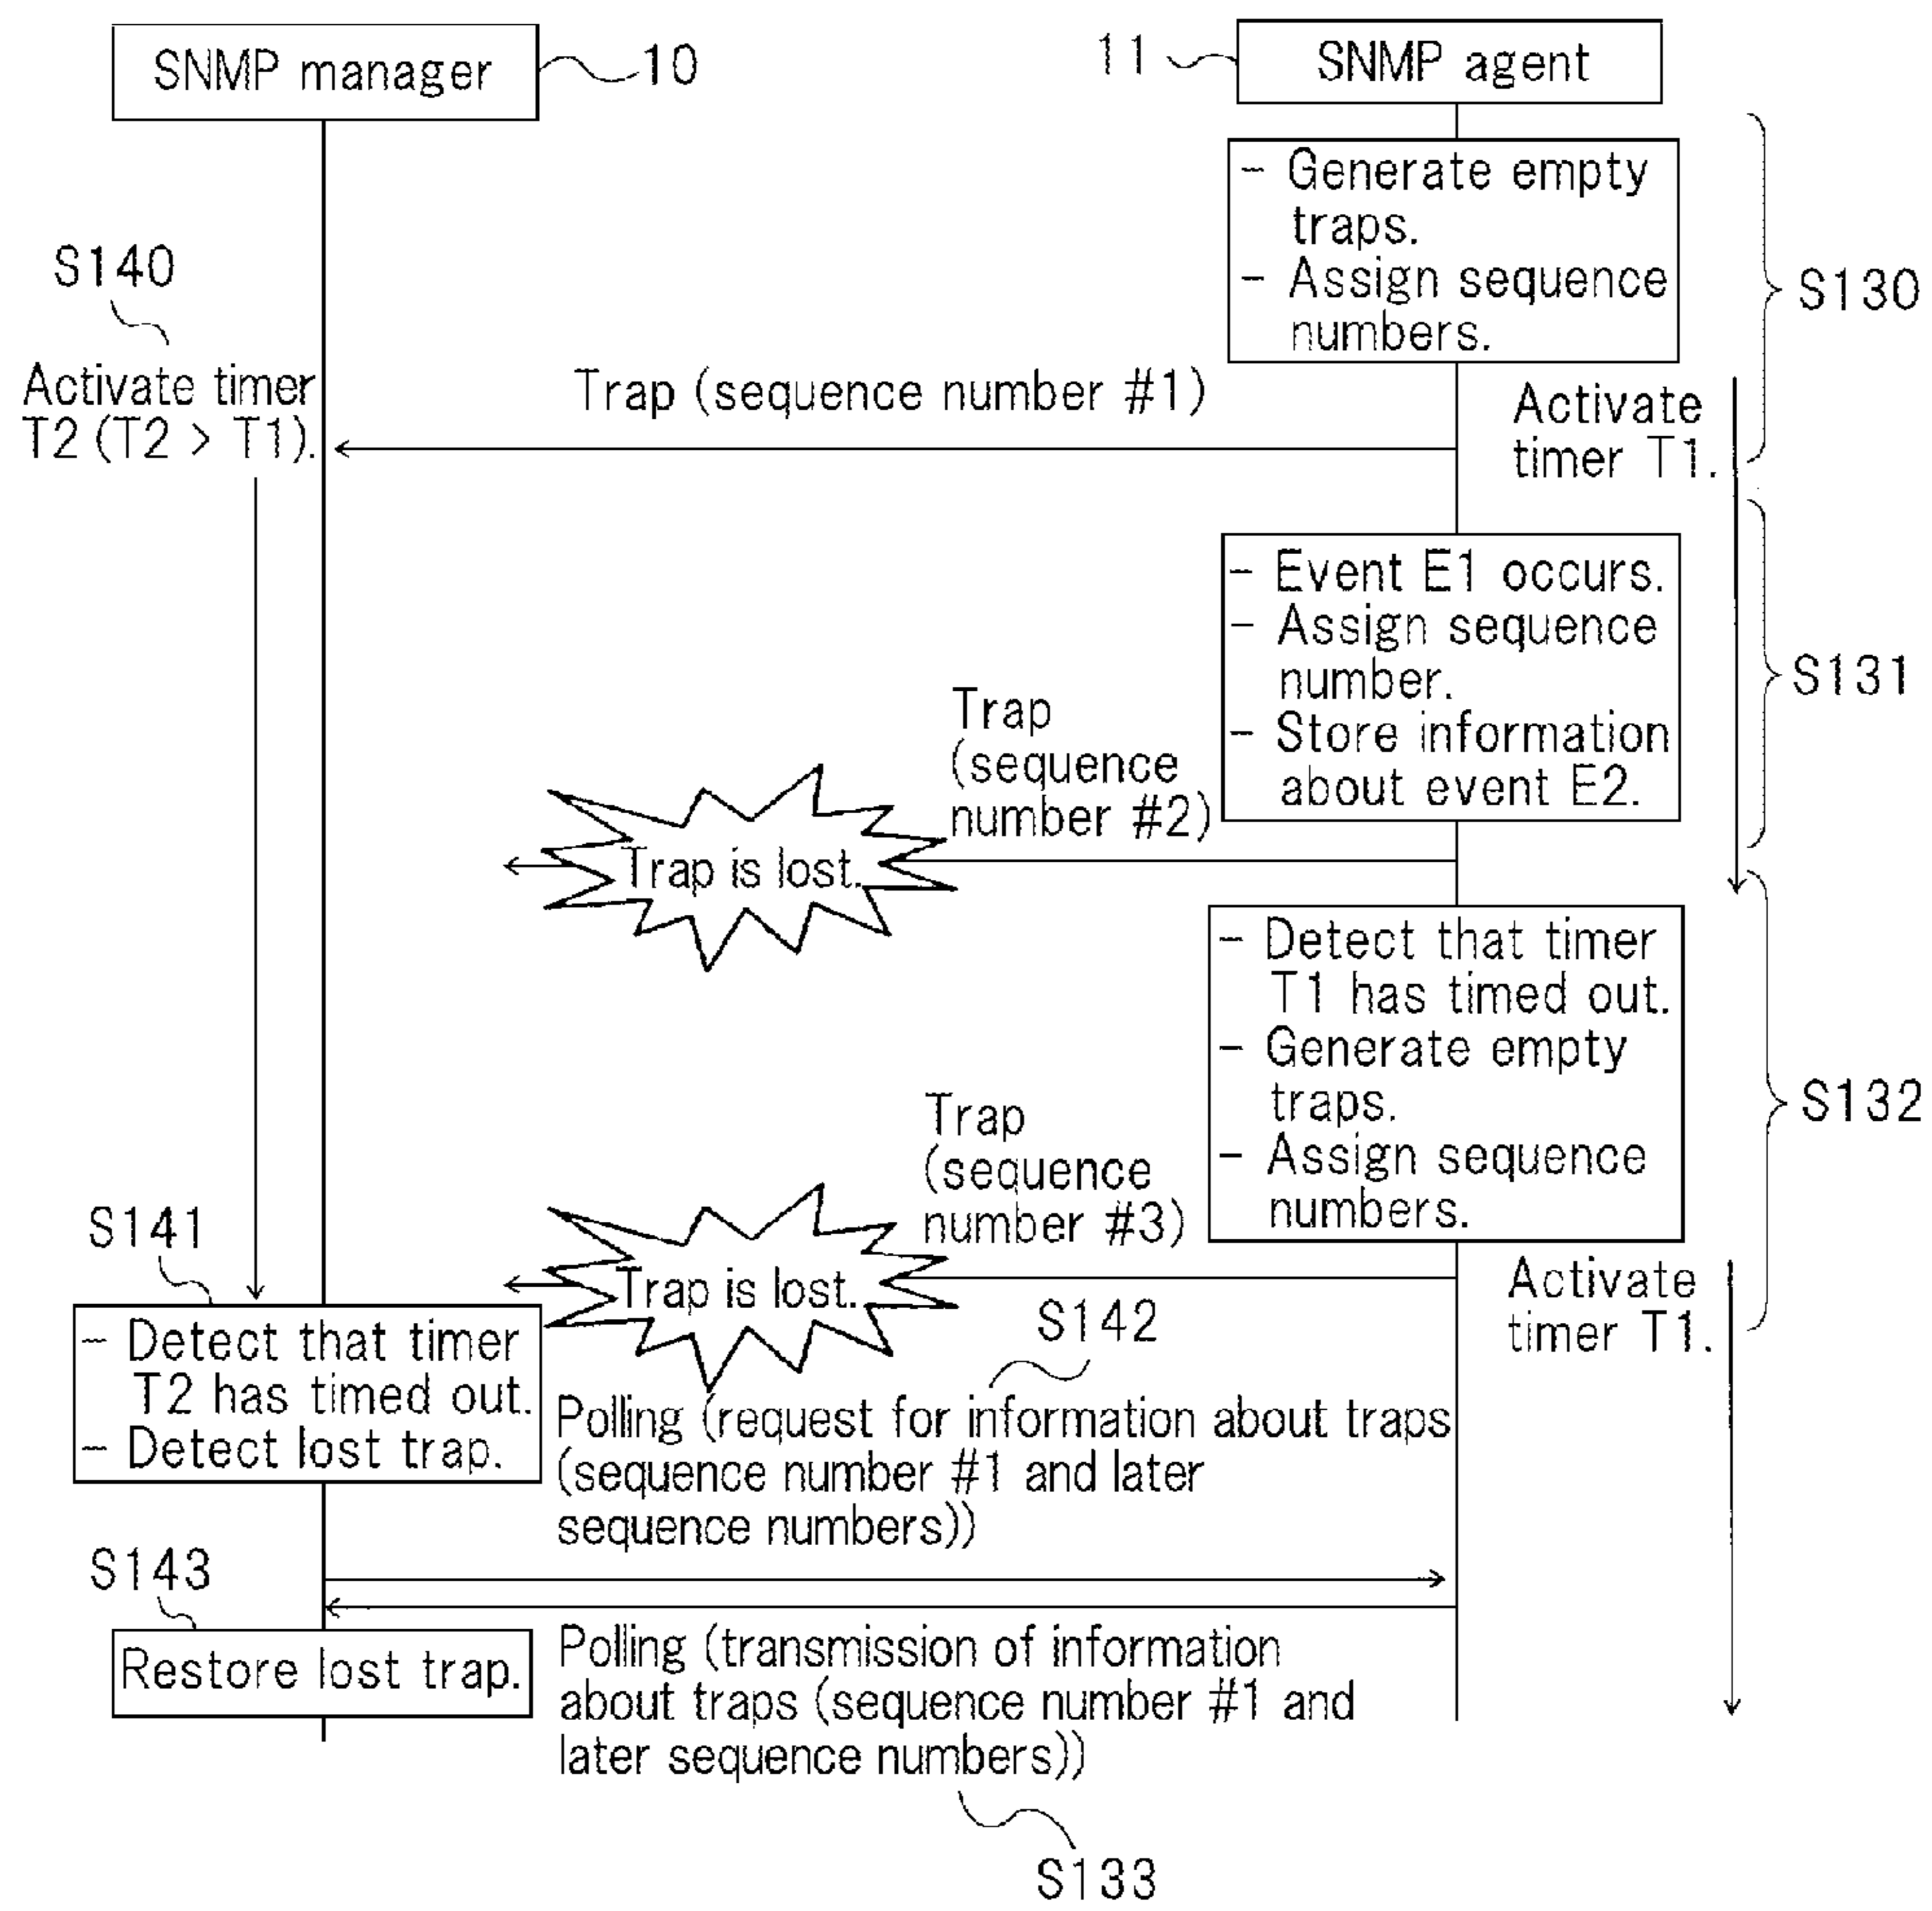 SNMP manager
10
11
SNMP agent
- Generate empty
traps.
- Assign sequence
numbers.
S130
S140
Activate timer
T2 (T2 > T1).
Trap (sequence number #1)
Activate
timer T1.
- Event E1 occurs.
- Assign sequence
number.
- Store information
about event E2.
S131
Trap
(sequence
number #2)
Trap is lost.
- Detect that timer
T1 has timed out.
- Generate empty
traps.
- Assign sequence
numbers.
S132
Trap
(sequence
number #3)
Trap is lost.
S141
- Detect that timer
T2 has timed out.
- Detect lost trap.
Activate
timer T1.
S142
Polling (request for information about traps
(sequence number #1 and later
sequence numbers))
S143
Restore lost trap.
Polling (transmission of information
about traps (sequence number #1 and
later sequence numbers))
S133